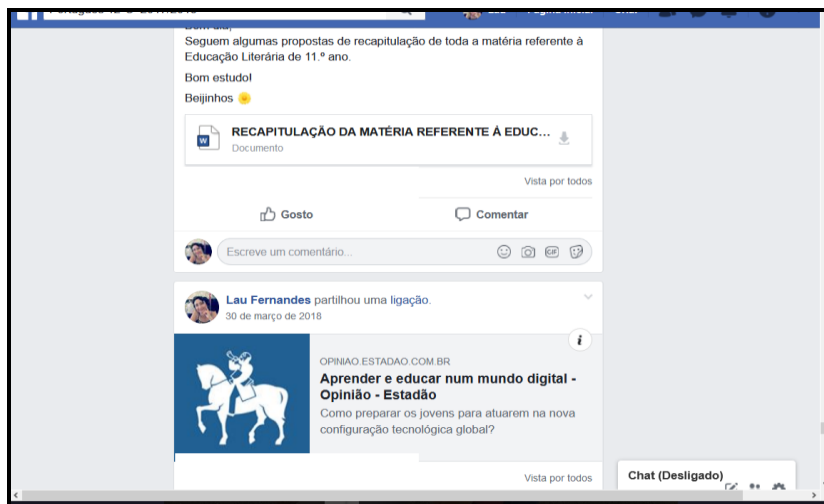 Seguem algumas propostas de recapitulação de toda a matéria referente à
Educação Literária de 11.º ano.
Bom estudo!
Beijinhos
W
RECAPITULAÇÃO DA MATÉRIA REFERENTE Á EDUC...
Documento
Vista por todos
Gosto
Comentar
Escreve um comentário...
GIF
Lau Fernandes partilhou uma ligação.
30 de março de 2018
i
OPINIAO.ESTADAO.COM.BR
Aprender e educar num mundo digital -
Opinião - Estadão
Como preparar os jovens para atuarem na nova
configuração tecnológica global?
Vista por todos
Chat (Desligado)